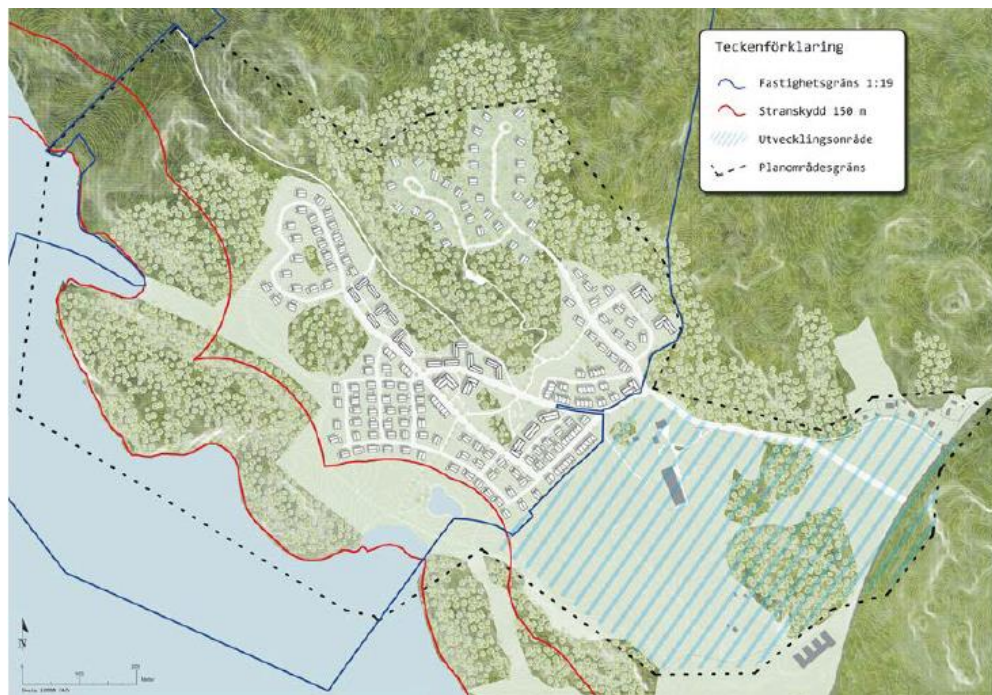 Teckenförklaring
Fastighetsgräns 1:19
Stranskydd 150 m
Utvecklingsområde
Planområdesgräns
N
Meter